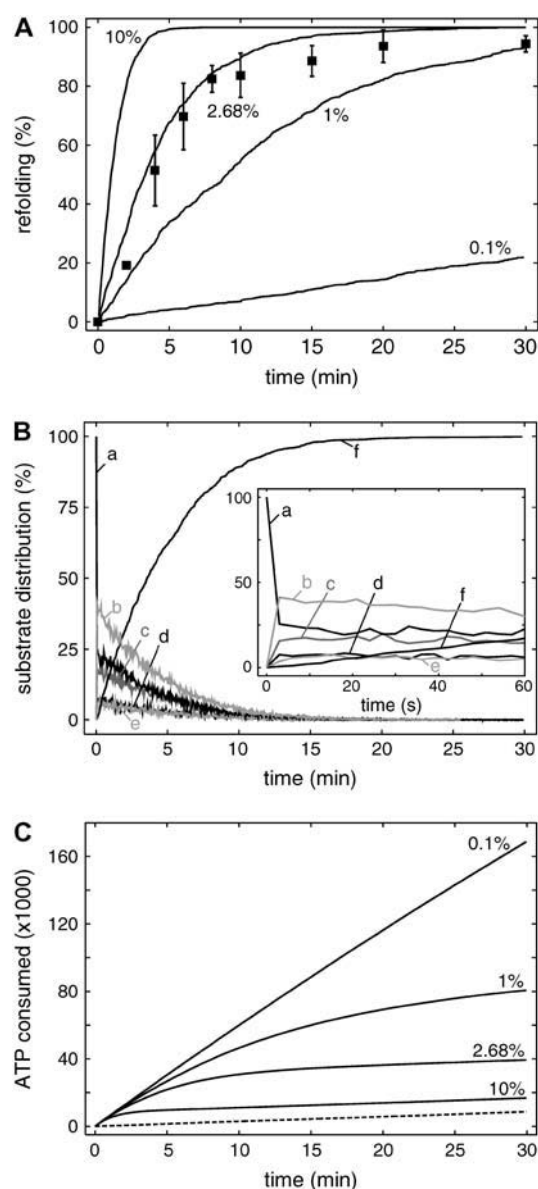 A
100
80
60
40
20
0
refolding (%)
10%
2.68%
1%
0.1%
0 5 10 15 20 25 30
time (min)
B
100
75
50
25
0
substrate distribution (%)
a
b
c
d
e
f
100
50
0
a
b
c
d
f
e
0 20 40 60
time (s)
0 5 10 15 20 25 30
time (min)
C
160
120
80
40
0
ATP consumed (x1000)
0.1%
1%
2.68%
10%
0 5 10 15 20 25 30
time (min)